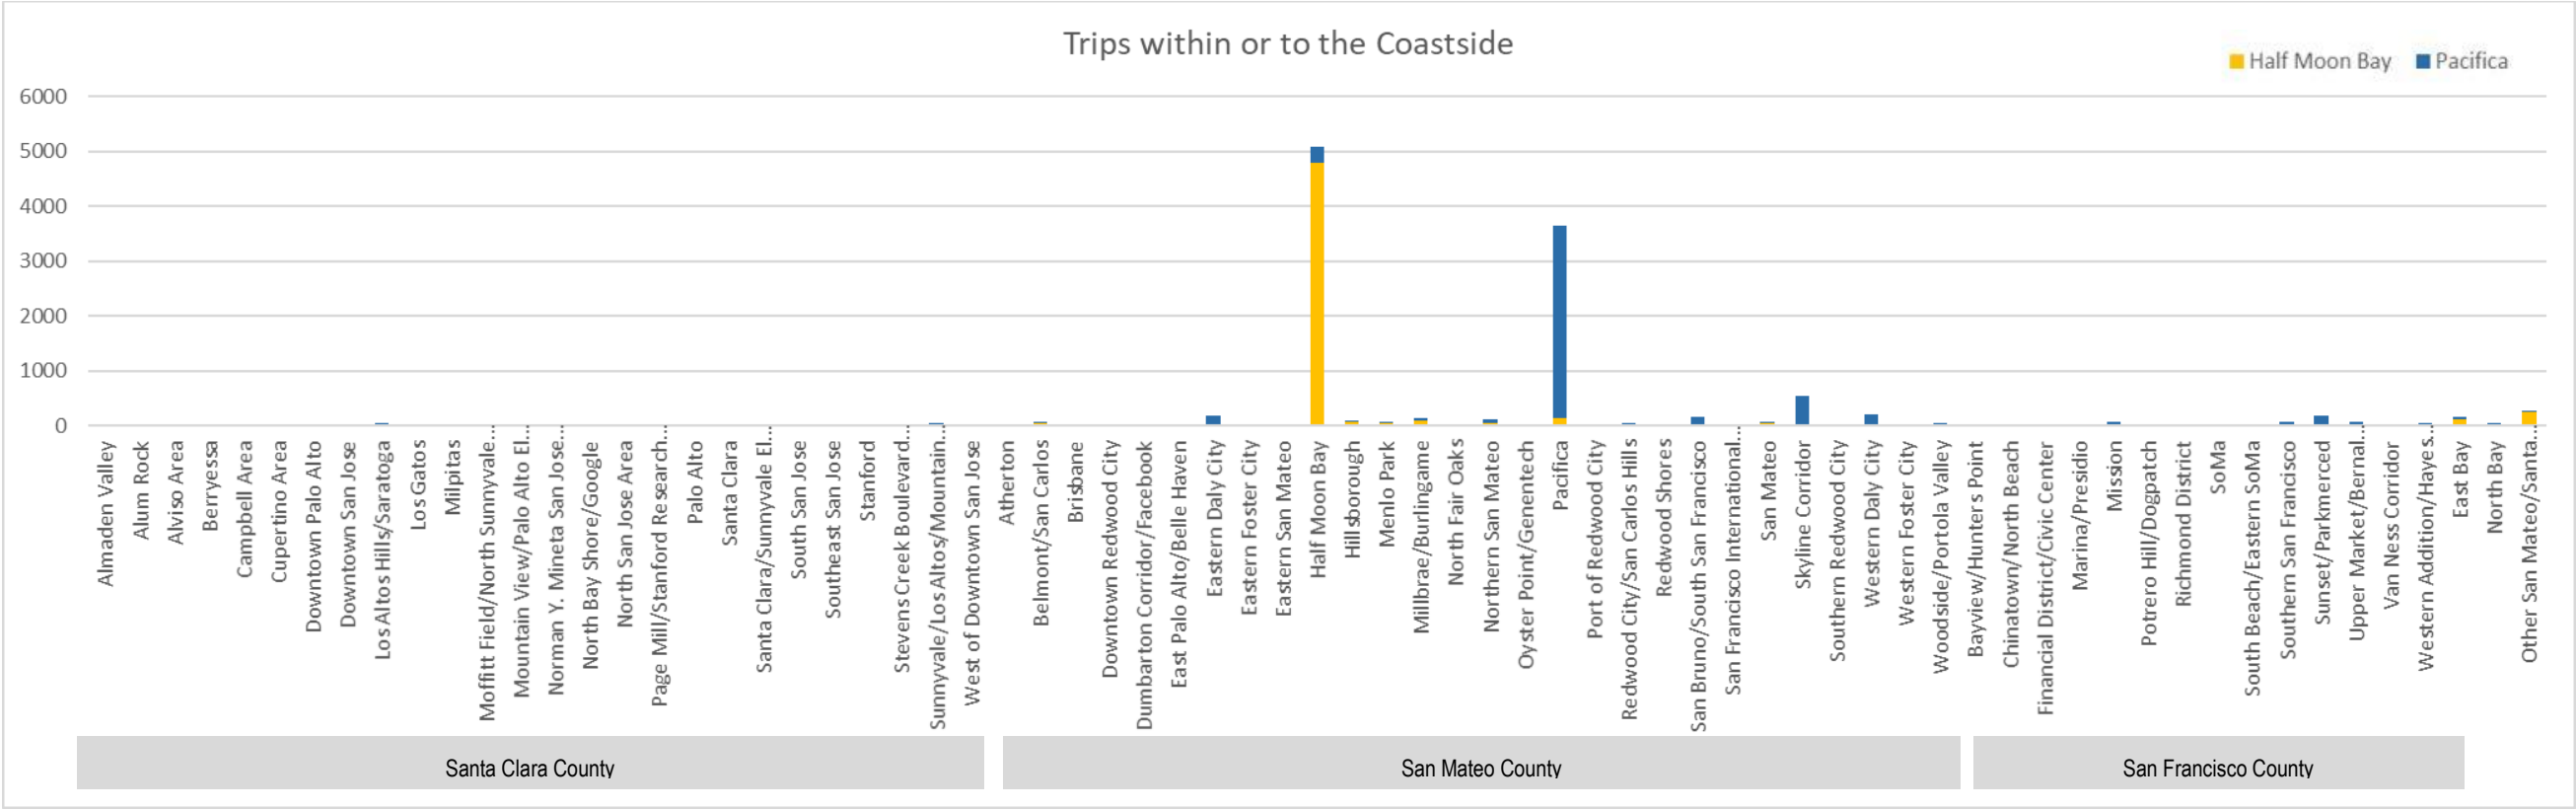 Trips within or to the Coastside
Half Moon Bay
Pacifica
6000
5000
4000
3000
2000
1000
0
Almaden Valley
Alum Rock
Alviso Area
Berryessa
Campbell Area
Cupertino Area
Downtown Palo Alto
Downtown San Jose
Los Altos Hills/Saratoga
Los Gatos
Milpitas
Moffitt Field/North Sunnyvale...
Mountain View/Palo Alto El...
Norman Y. Mineta San Jose...
North Bay Shore/Google
North San Jose Area
Page Mill/Stanford Research...
Palo Alto
Santa Clara
Santa Clara/Sunnyvale El...
South San Jose
Southeast San Jose
Stanford
Stevens Creek Boulevard...
Sunnyvale/Los Altos/Mountain...
West of Downtown San Jose
Atherton
Belmont/San Carlos
Brisbane
Downtown Redwood City
Dumbarton Corridor/Facebook
East Palo Alto/Belle Haven
Eastern Daly City
Eastern Foster City
Eastern San Mateo
Half Moon Bay
Hillsborough
Menlo Park
Millbrae/Burlingame
North Fair Oaks
Northern San Mateo
Oyster Point/Genentech
Pacifica
Port of Redwood City
Redwood City/San Carlos Hills
Redwood Shores
San Bruno/South San Francisco
San Francisco International...
San Mateo
Skyline Corridor
Southern Redwood City
Western Daly City
Western Foster City
Woodside/Portola Valley
Bayview/Hunters Point
Chinatown/North Beach
Financial District/Civic Center
Marina/Presidio
Mission
Potrero Hill/Dogpatch
Richmond District
SoMa
South Beach/Eastern SoMa
Southern San Francisco
Sunset/Parkmerced
Upper Market/Bernal...
Van Ness Corridor
Western Addition/Hayes...
East Bay
North Bay
Other San Mateo/Santa...
Santa Clara County
San Mateo County
San Francisco County